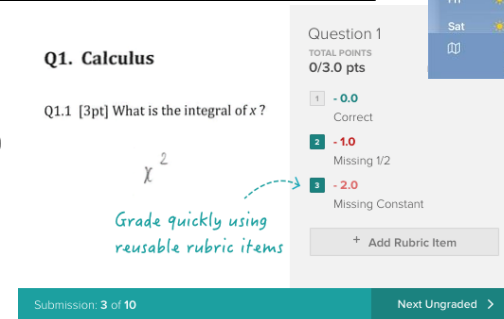 Fri
Sat
Q1. Calculus
Q1.1 [3pt] What is the integral of x ?
x²
Grade quickly using
reusable rubric items
Question 1
TOTAL POINTS
0/3.0 pts
1 - 0.0
Correct
2 - 1.0
Missing 1/2
3 - 2.0
Missing Constant
+ Add Rubric Item
Submission: 3 of 10
Next Ungraded >